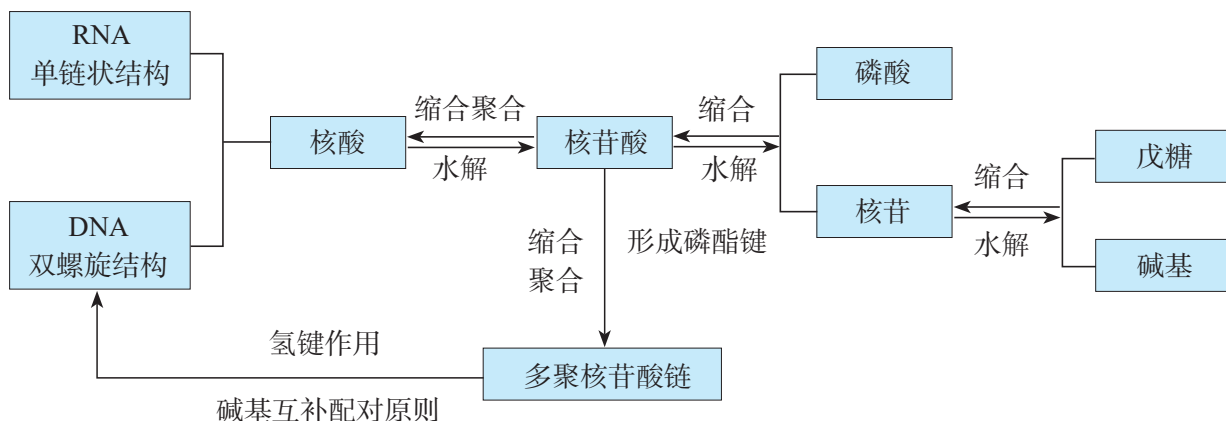 RNA
单链状结构
磷酸
缩合聚合
缩合
核酸
核苷酸
水解
水解
戊糖
缩合
核苷
水解
碱基
DNA
双螺旋结构
缩合
聚合
形成磷酯键
氢键作用
多聚核苷酸链
碱基互补配对原则